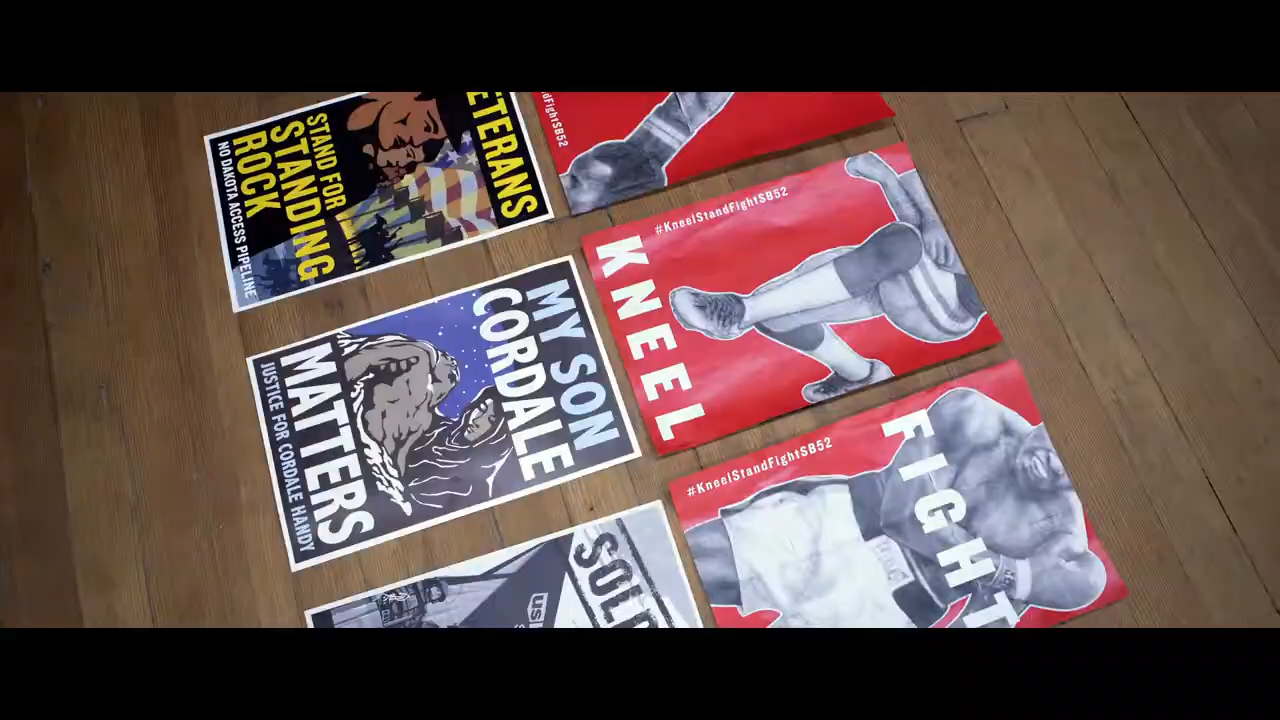 VETERANS
STAND FOR
STANDING
ROCK
NO DAKOTA ACCESS PIPELINE
MY SON
CORDALE
MATTERS
JUSTICE FOR CORDALE HANDY
SOLD
#KneelStandFightSB52
KNEEL
#KneelStandFightSB52
FIGHT